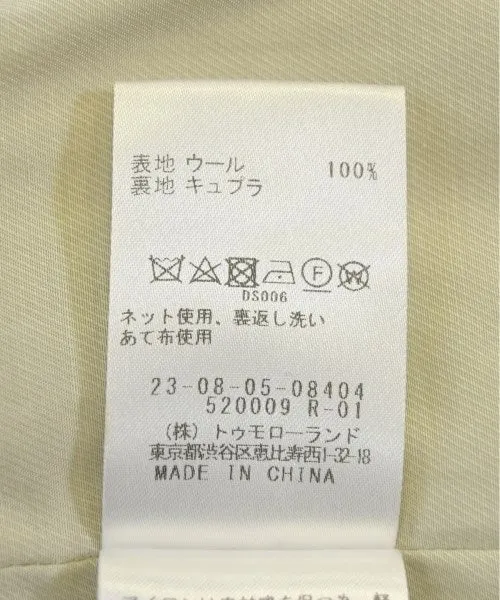 表地 ウール 100%
裏地 キュプラ
F W
DS006
ネット使用、裏返し洗い
あて布使用
23-08-05-08404
520009 R-01
(株) トゥモローランド
東京都渋谷区恵比寿西1-32-18
MADE IN CHINA